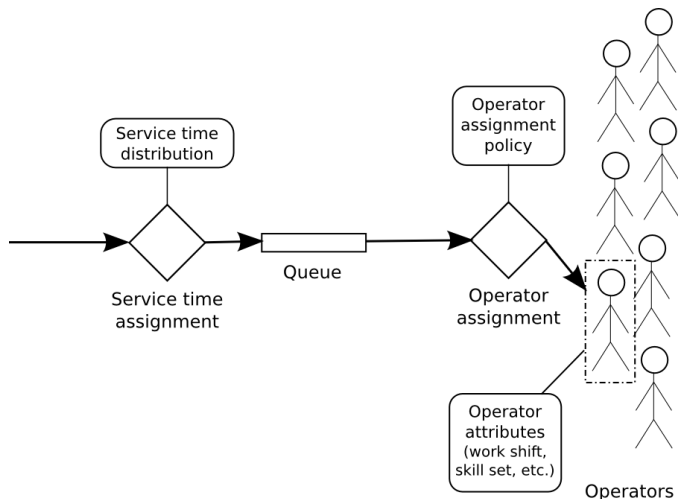 Service time
distribution
Service time
assignment
Queue
Operator
assignment
policy
Operator
assignment
Operator
attributes
(work shift,
skill set, etc.)
Operators